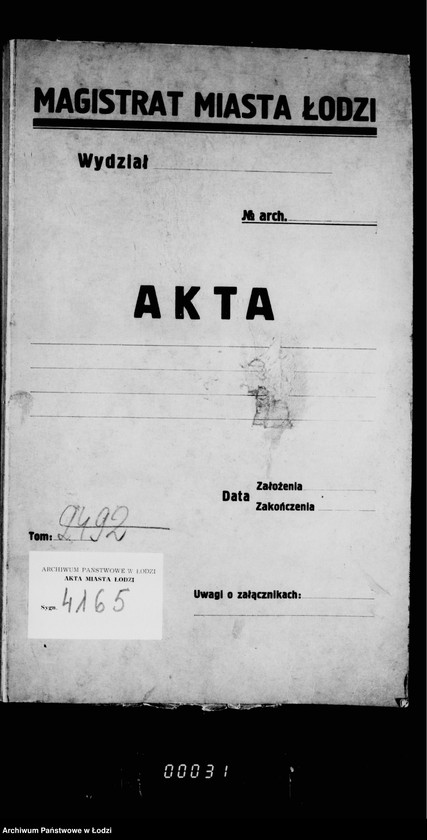 MAGISTRAT MIASTA ŁODZI
Wydział
№ arch.
AKTA
Data
Założenia
Zakończenia
Tom: 9492
ARCHIWUM PAŃSTWOWE W ŁODZI
AKTA MIASTA ŁODZI
Sygn. 4165
Uwagi o załącznikach:
00031
Archiwum Państwowe w Łodzi